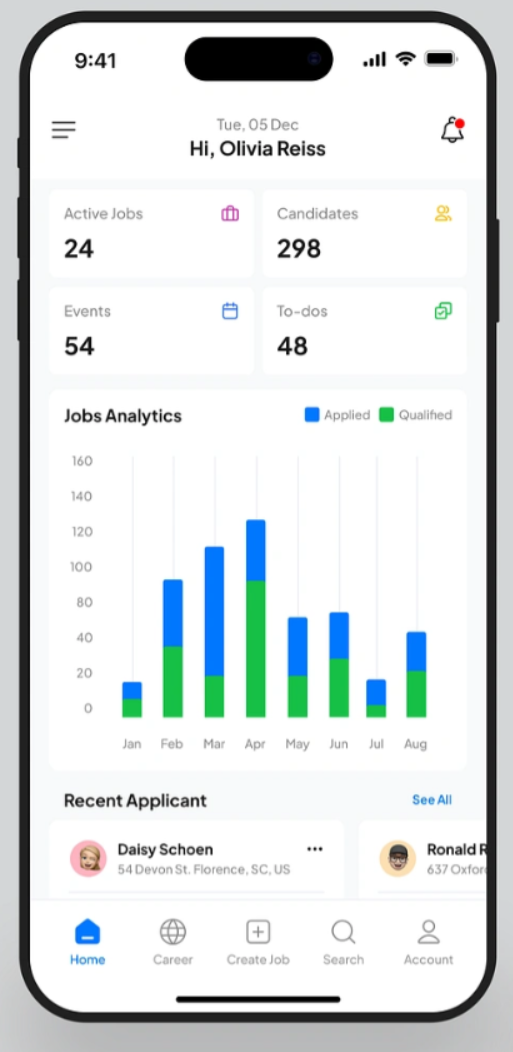 9:41
Tue, 05 Dec
Hi, Olivia Reiss
Active Jobs
24
Candidates
298
Events
54
To-dos
48
Jobs Analytics
Applied
Qualified
160
140
120
100
80
40
20
0
Jan Feb Mar Apr May Jun Jul Aug
Recent Applicant
See All
Daisy Schoen
54 Devon St. Florence, SC, US
Ronald R
637 Oxfor
Home
Career
Create Job
Search
Account